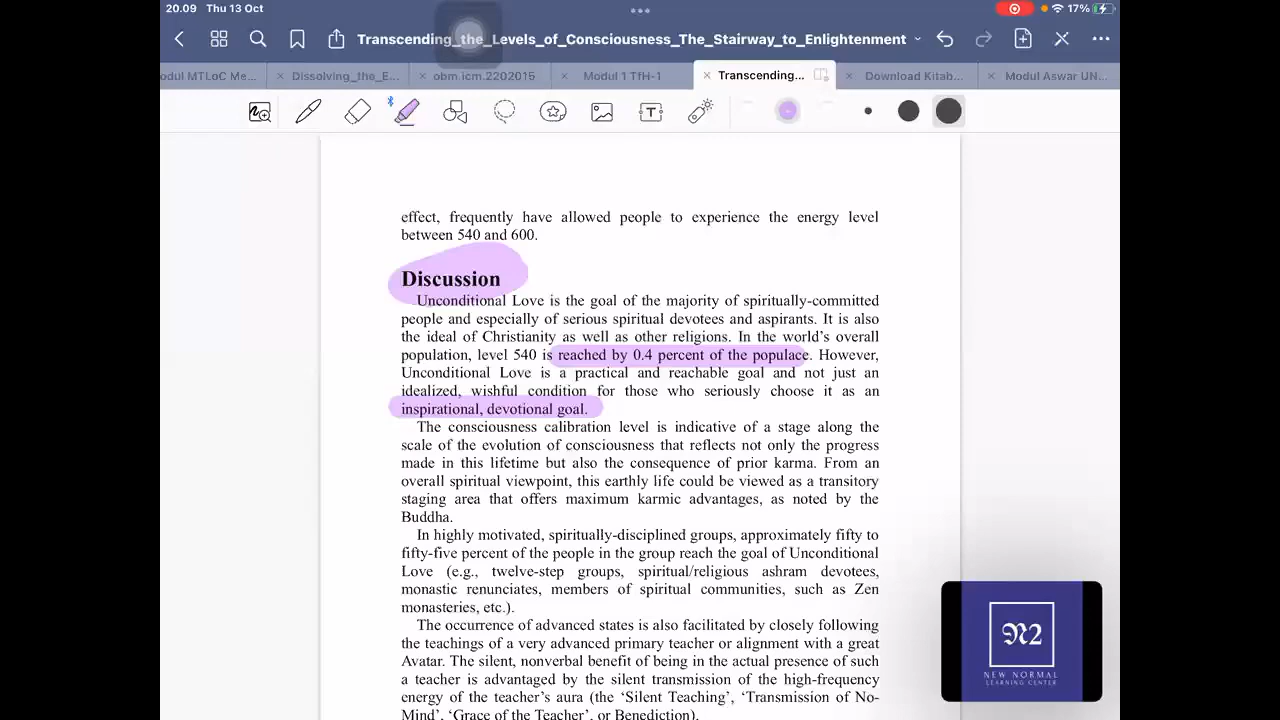 20.09 Thu 13 Oct
17%
Transcending_the_Levels_of_Consciousness_The_Stairway_to_Enlightenment
odul MTLoC Me...
Dissolving_the_E...
obm.icm.2202015
Modul 1 TfH-1
Transcending...
Download Kitab...
Modul Aswar UN...
effect, frequently have allowed people to experience the energy level
between 540 and 600.
Discussion
Unconditional Love is the goal of the majority of spiritually-committed
people and especially of serious spiritual devotees and aspirants. It is also
the ideal of Christianity as well as other religions. In the world’s overall
population, level 540 is reached by 0.4 percent of the populace. However,
Unconditional Love is a practical and reachable goal and not just an
idealized, wishful condition for those who seriously choose it as an
inspirational, devotional goal.
The consciousness calibration level is indicative of a stage along the
scale of the evolution of consciousness that reflects not only the progress
made in this lifetime but also the consequence of prior karma. From an
overall spiritual viewpoint, this earthly life could be viewed as a transitory
staging area that offers maximum karmic advantages, as noted by the
Buddha.
In highly motivated, spiritually-disciplined groups, approximately fifty to
fifty-five percent of the people in the group reach the goal of Unconditional
Love (e.g., twelve-step groups, spiritual/religious ashram devotees,
monastic renunciates, members of spiritual communities, such as Zen
monasteries, etc.).
The occurrence of advanced states is also facilitated by closely following
the teachings of a very advanced primary teacher or alignment with a great
Avatar. The silent, nonverbal benefit of being in the actual presence of such
a teacher is advantaged by the silent transmission of the high-frequency
energy of the teacher’s aura (the ‘Silent Teaching’, ‘Transmission of No-
Mind’, ‘Grace of the Teacher’, or Benediction).
N2
NEW NORMAL
LEARNING CENTER